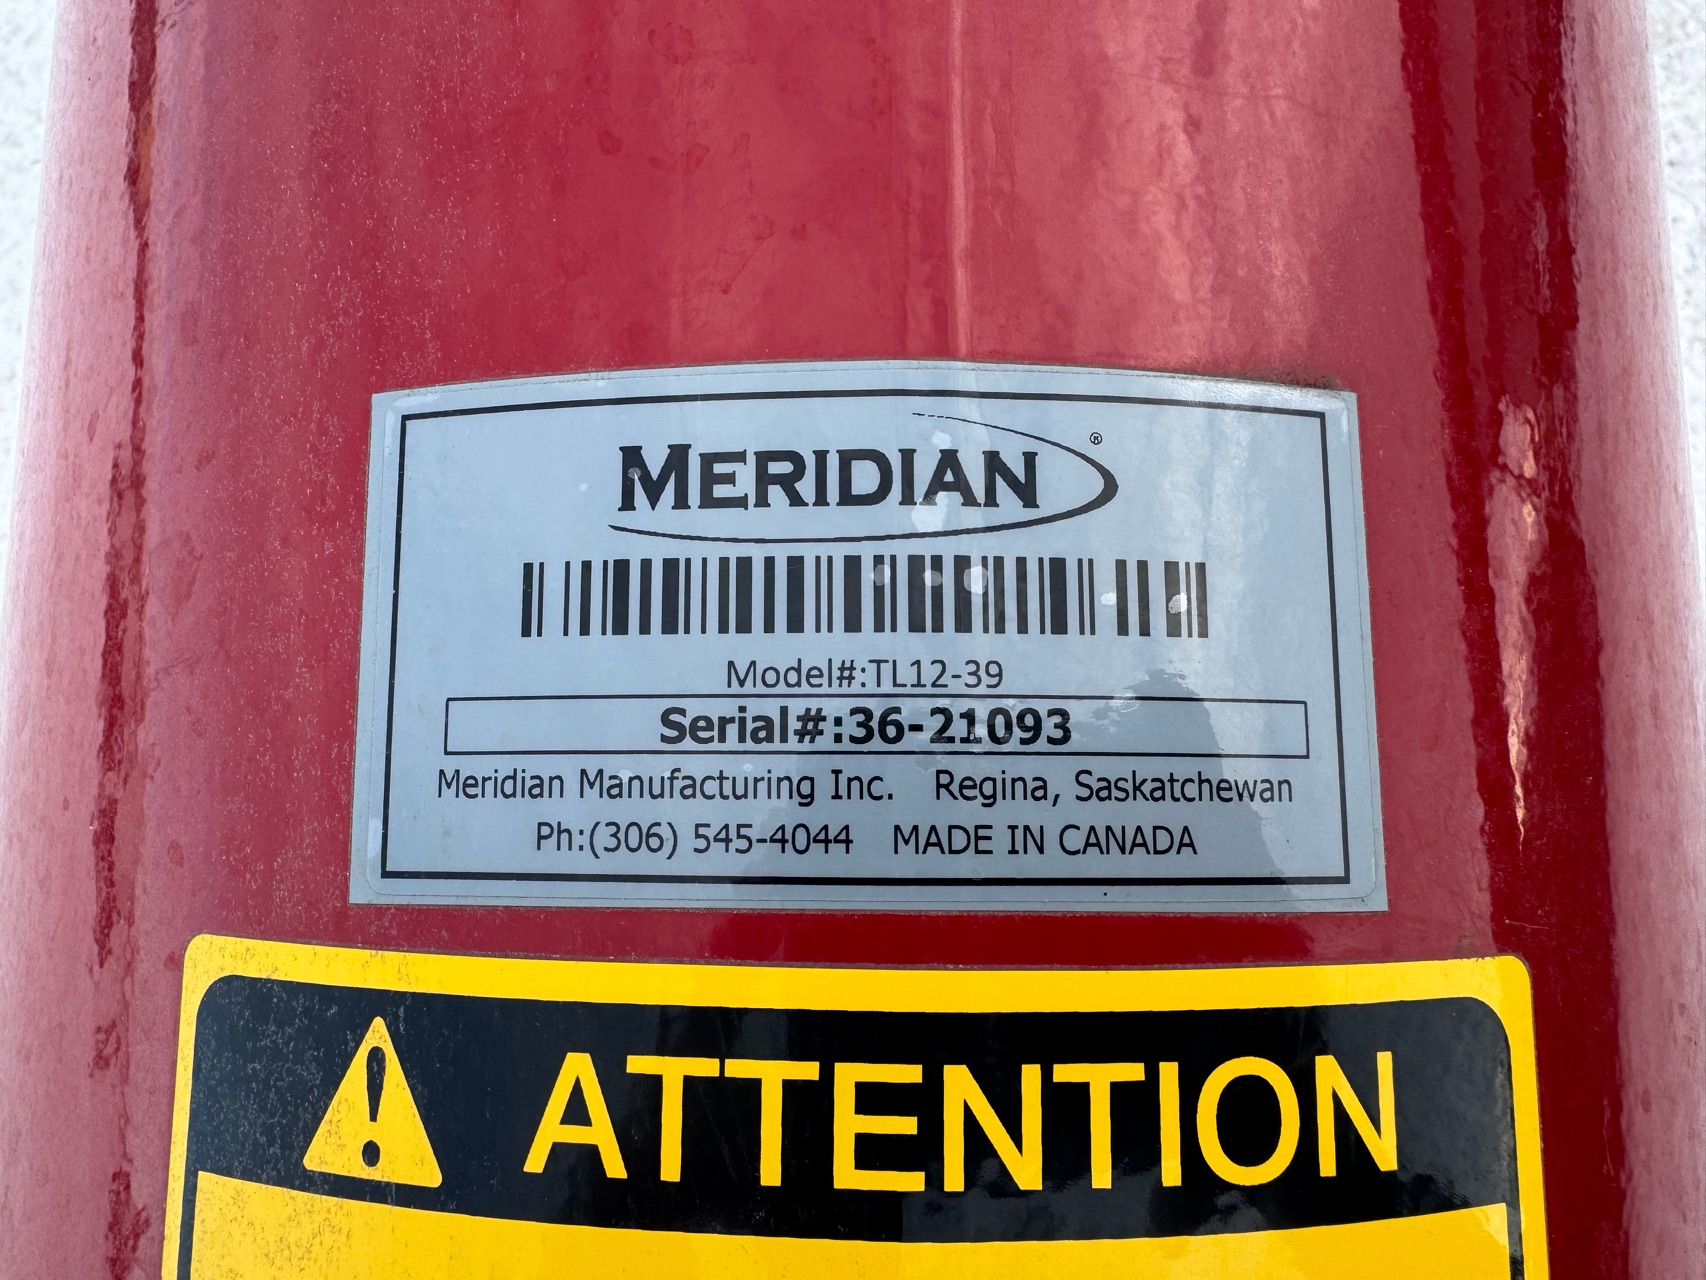 MERIDIAN®
Model#:TL12-39
Serial#:36-21093
Meridian Manufacturing Inc. Regina, Saskatchewan
Ph:(306) 545-4044 MADE IN CANADA
ATTENTION